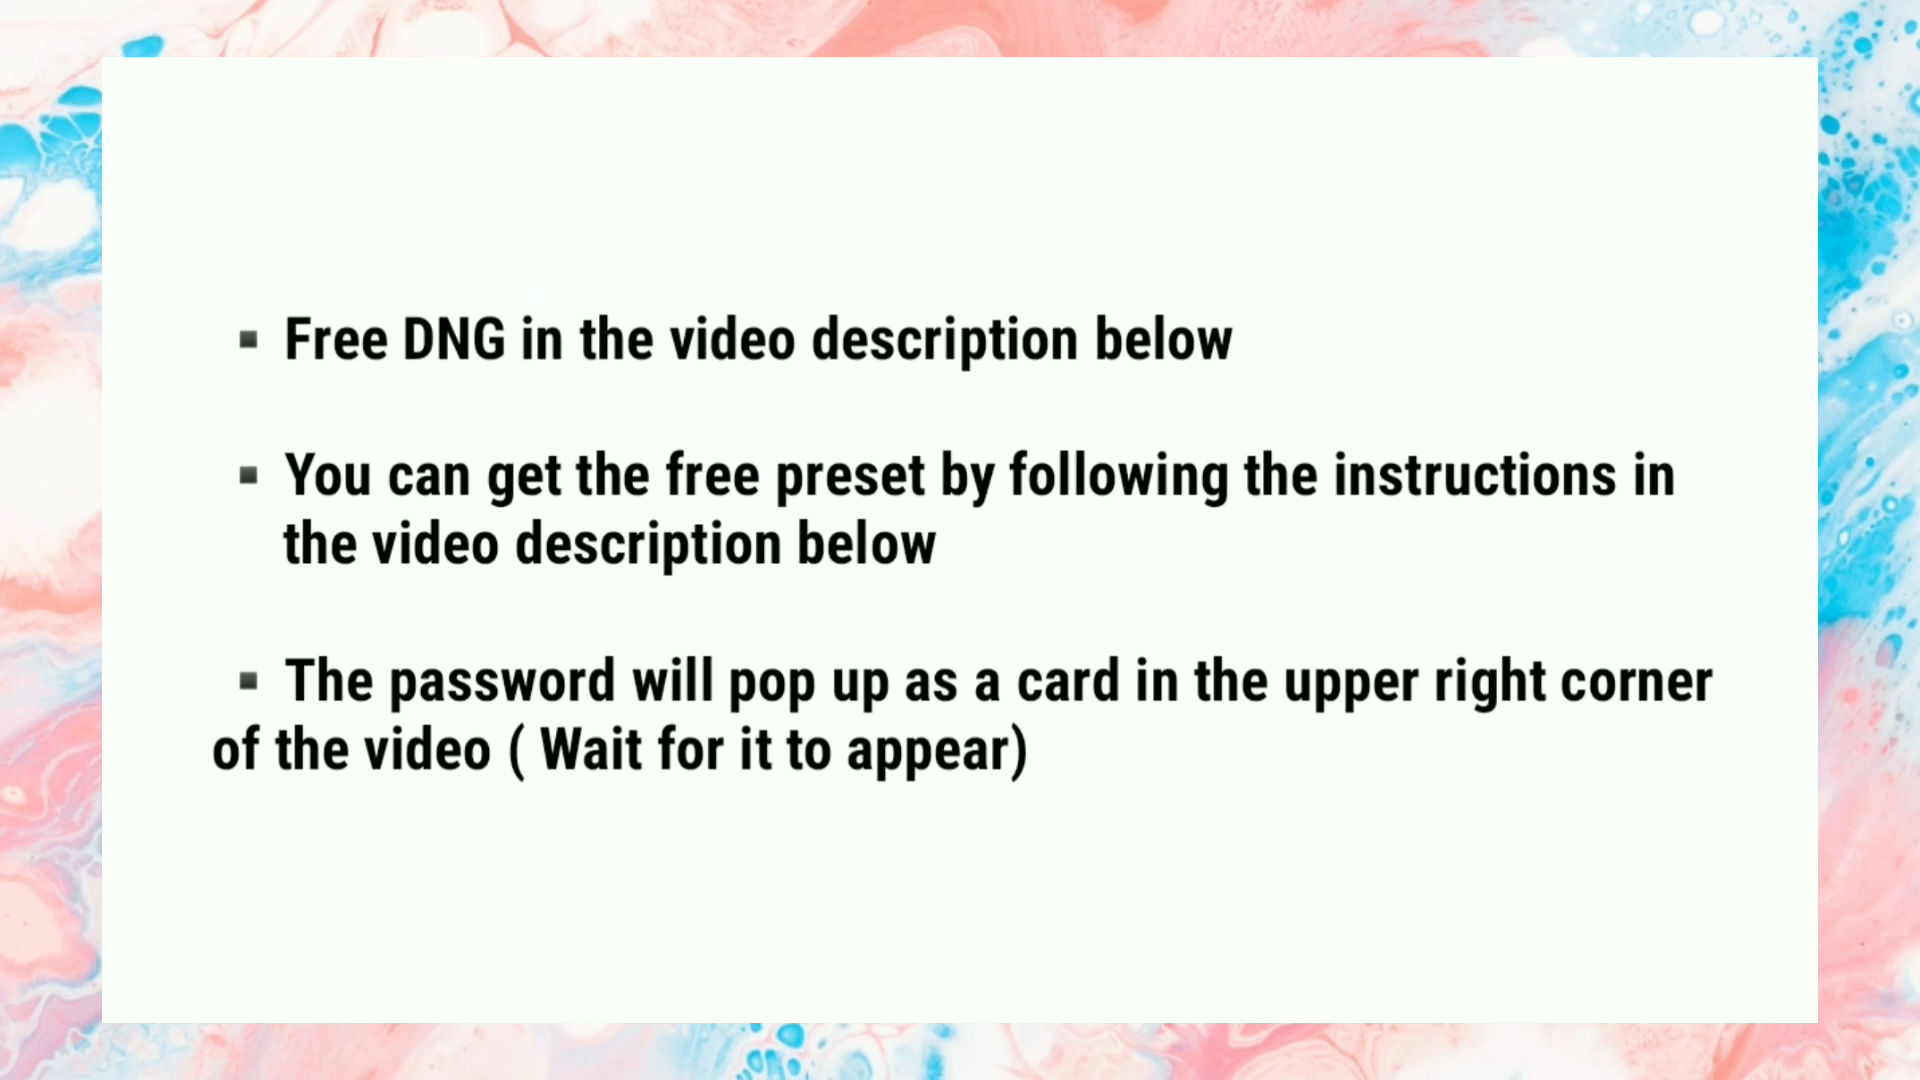 ▪ Free DNG in the video description below
▪ You can get the free preset by following the instructions in
the video description below
▪ The password will pop up as a card in the upper right corner
of the video ( Wait for it to appear)